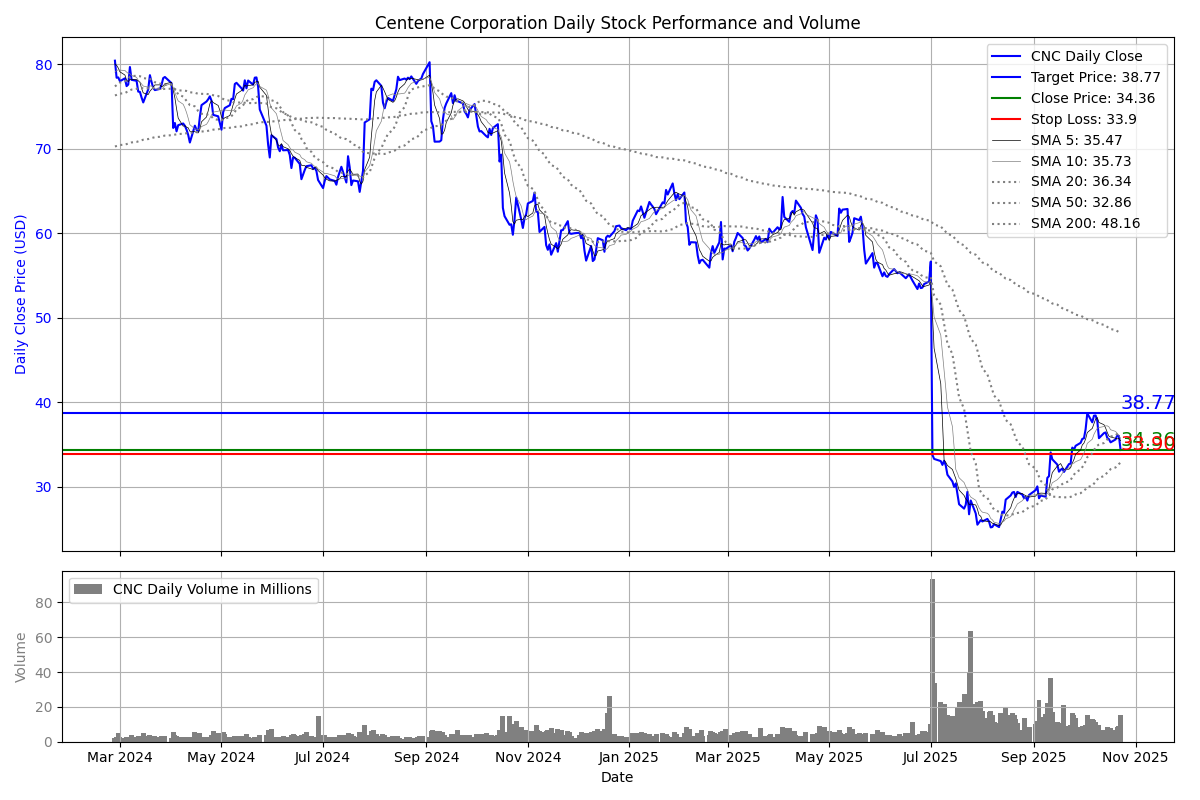 Centene Corporation Daily Stock Performance and Volume
Daily Close Price (USD)
80
70
60
50
40
30
CNC Daily Close
Target Price: 38.77
Close Price: 34.36
Stop Loss: 33.9
SMA 5: 35.47
SMA 10: 35.73
SMA 20: 36.34
SMA 50: 32.86
SMA 200: 48.16
38.77
34.36
33.90
CNC Daily Volume in Millions
Volume
80
60
40
20
0
Mar 2024 May 2024 Jul 2024 Sep 2024 Nov 2024 Jan 2025 Mar 2025 May 2025 Jul 2025 Sep 2025 Nov 2025
Date